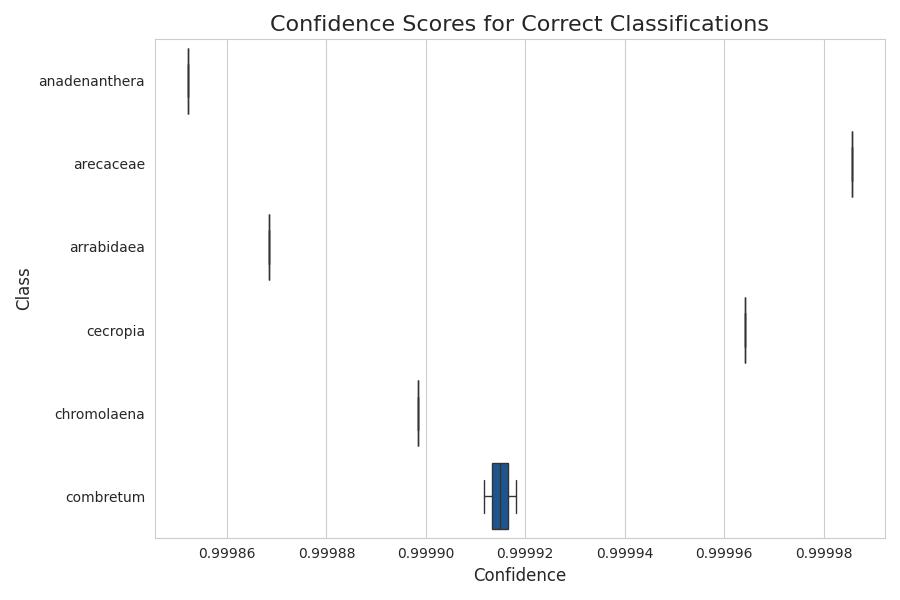 Confidence Scores for Correct Classifications
anadenanthera
arecaceae
arrabidaea
cecropia
chromolaena
combretum
Class
0.99986 0.99988 0.99990 0.99992 0.99994 0.99996 0.99998
Confidence